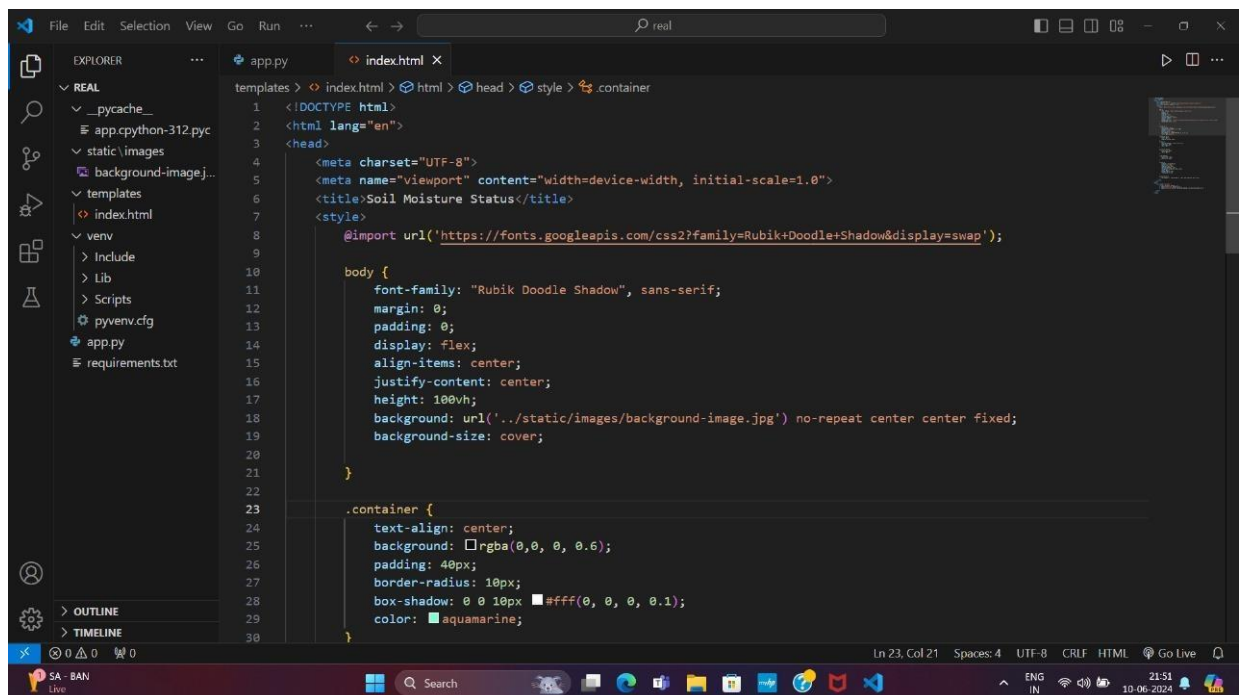 File Edit Selection View Go Run ... real
EXPLORER ...
REAL
__pycache__
app.cpython-312.pyc
static\images
background-image.j...
templates
index.html
venv
Include
Lib
Scripts
pyvenv.cfg
app.py
requirements.txt
OUTLINE
TIMELINE
app.py index.html
templates > index.html > html > head > style > .container
1 <!DOCTYPE html>
2 <html lang="en">
3 <head>
4 <meta charset="UTF-8">
5 <meta name="viewport" content="width=device-width, initial-scale=1.0">
6 <title>Soil Moisture Status</title>
7 <style>
8 @import url('https://fonts.googleapis.com/css2?family=Rubik+Doodle+Shadow&display=swap');
9
10 body {
11 font-family: "Rubik Doodle Shadow", sans-serif;
12 margin: 0;
13 padding: 0;
14 display: flex;
15 align-items: center;
16 justify-content: center;
17 height: 100vh;
18 background: url('../static/images/background-image.jpg') no-repeat center center fixed;
19 background-size: cover;
20
21 }
22
23 .container {
24 text-align: center;
25 background: rgba(0,0, 0, 0.6);
26 padding: 40px;
27 border-radius: 10px;
28 box-shadow: 0 0 10px #fff(0, 0, 0, 0.1);
29 color: aquamarine;
30 }
0 0 0 Ln 23, Col 21 Spaces: 4 UTF-8 CRLF HTML Go Live
SA - BAN
Live
Search
ENG
IN
21:51
10-06-2024